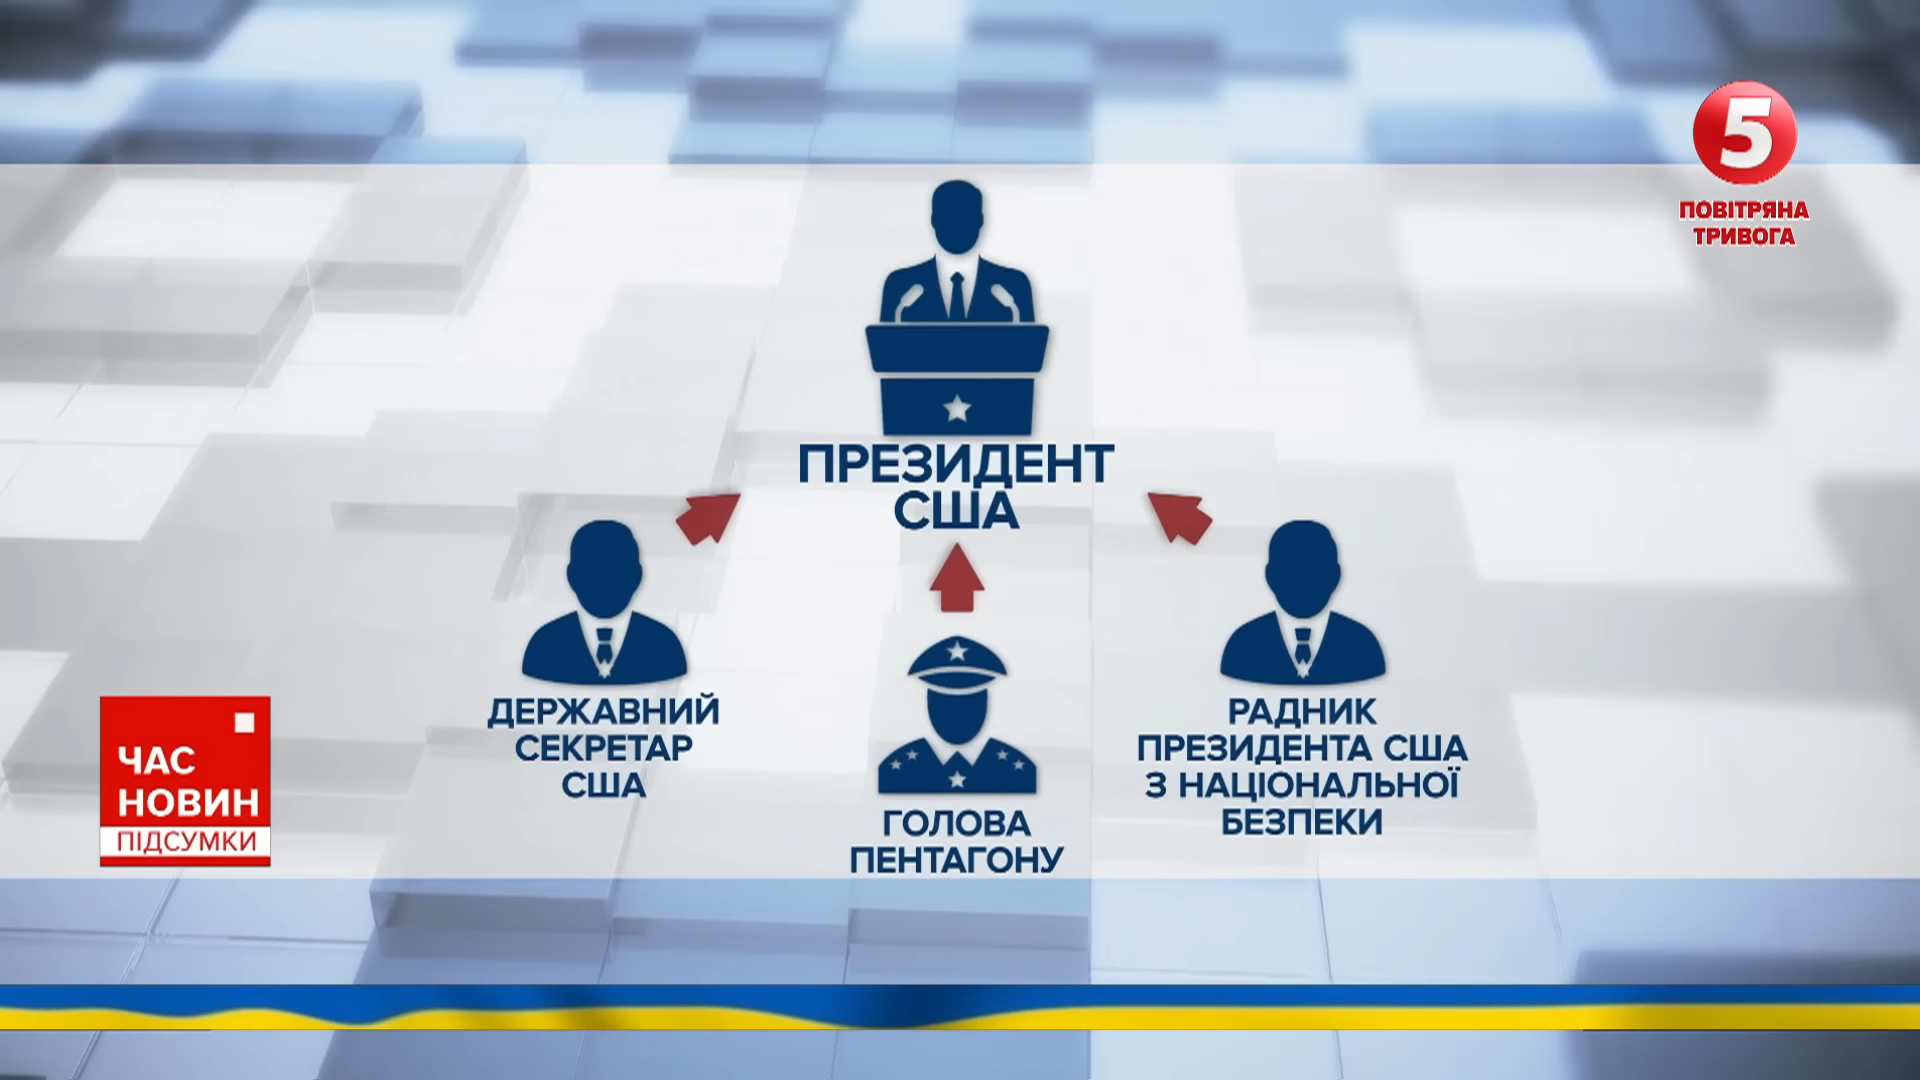 5
ПОВІТРЯНА
ТРИВОГА
ПРЕЗИДЕНТ
США
ДЕРЖАВНИЙ
СЕКРЕТАР
США
ГОЛОВА
ПЕНТАГОНУ
РАДНИК
ПРЕЗИДЕНТА США
З НАЦІОНАЛЬНОЇ
БЕЗПЕКИ
ЧАС
НОВИН
ПІДСУМКИ